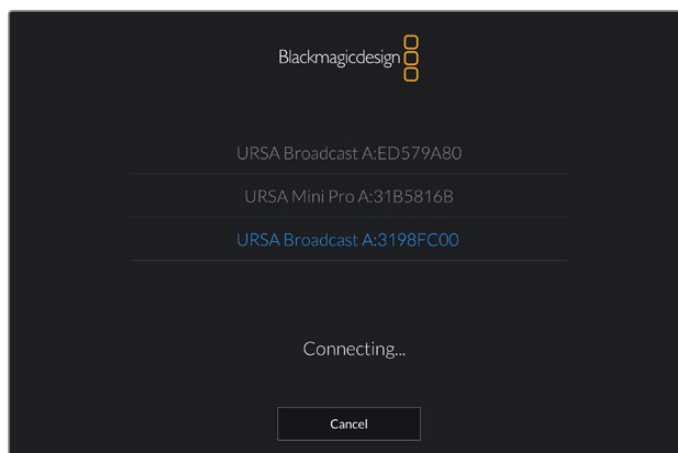 Blackmagicdesign
URSA Broadcast A:ED579A80
URSA Mini Pro A:31B5816B
URSA Broadcast A:3198FC00
Connecting...
Cancel